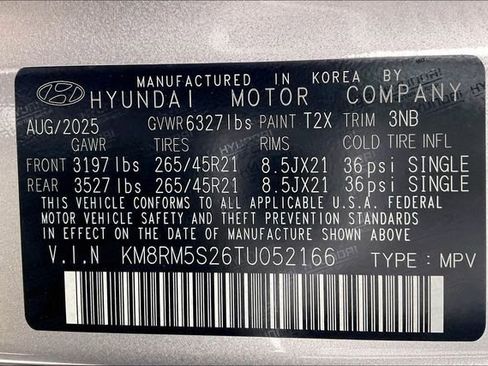 MANUFACTURED IN KOREA BY
HYUNDAI MOTOR COMPANY
AUG/2025 GVWR 6327lbs PAINT T2X TRIM 3NB
GAWR TIRES RIMS COLD TIRE INFL
FRONT 3197lbs 265/45R21 8.5JX21 36psi SINGLE
REAR 3527lbs 265/45R21 8.5JX21 36psi SINGLE
THIS VEHICLE CONFORMS TO ALL APPLICABLE U.S.A. FEDERAL
MOTOR VEHICLE SAFETY AND THEFT PREVENTION STANDARDS
IN EFFECT ON THE DATE OF MANUFACTURE SHOWN ABOVE.
V.I.N KM8RM5S26TU052166 TYPE : MPV